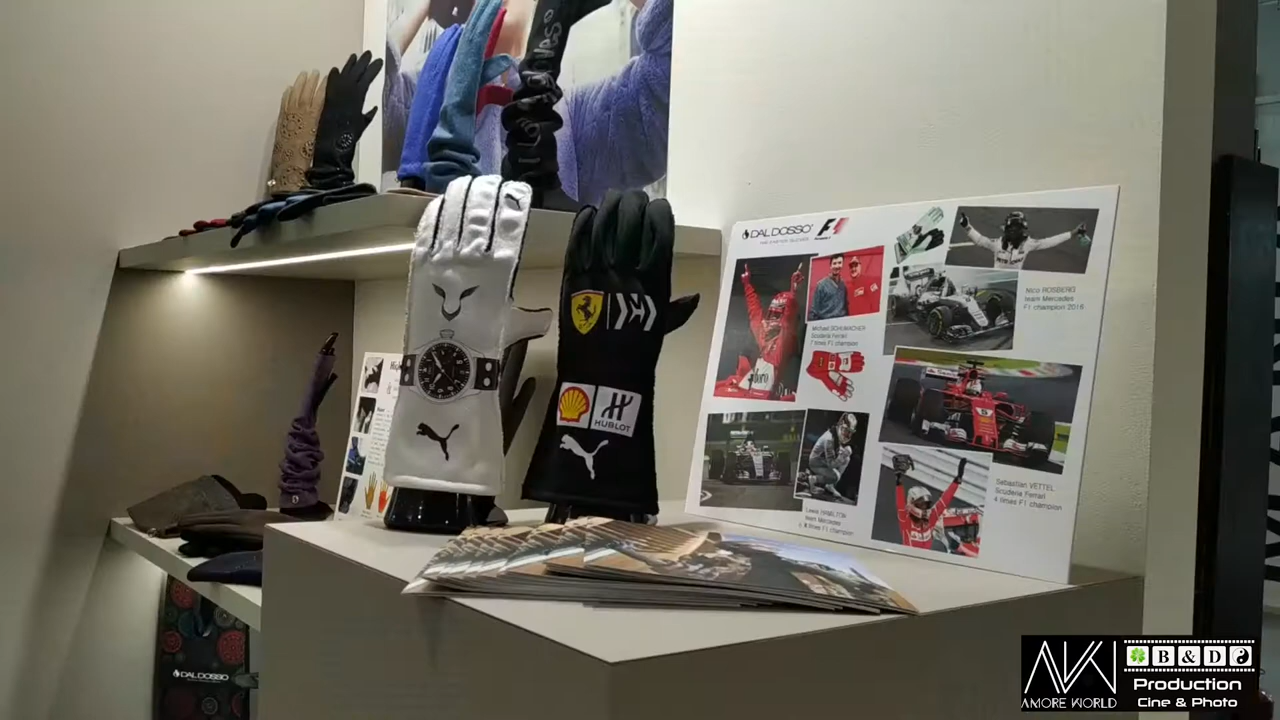 DAL DOSSO
F1
Nico ROSBERG
team Mercedes
F1 champion 2016
Michael SCHUMACHER
Scuderia Ferrari
7 times F1 champion
Sebastian VETTEL
Scuderia Ferrari
4 times F1 champion
Lewis HAMILTON
team Mercedes
HUBLOT
DAL DOSSO
AMORE WORLD
B & D
Production
Cine & Photo